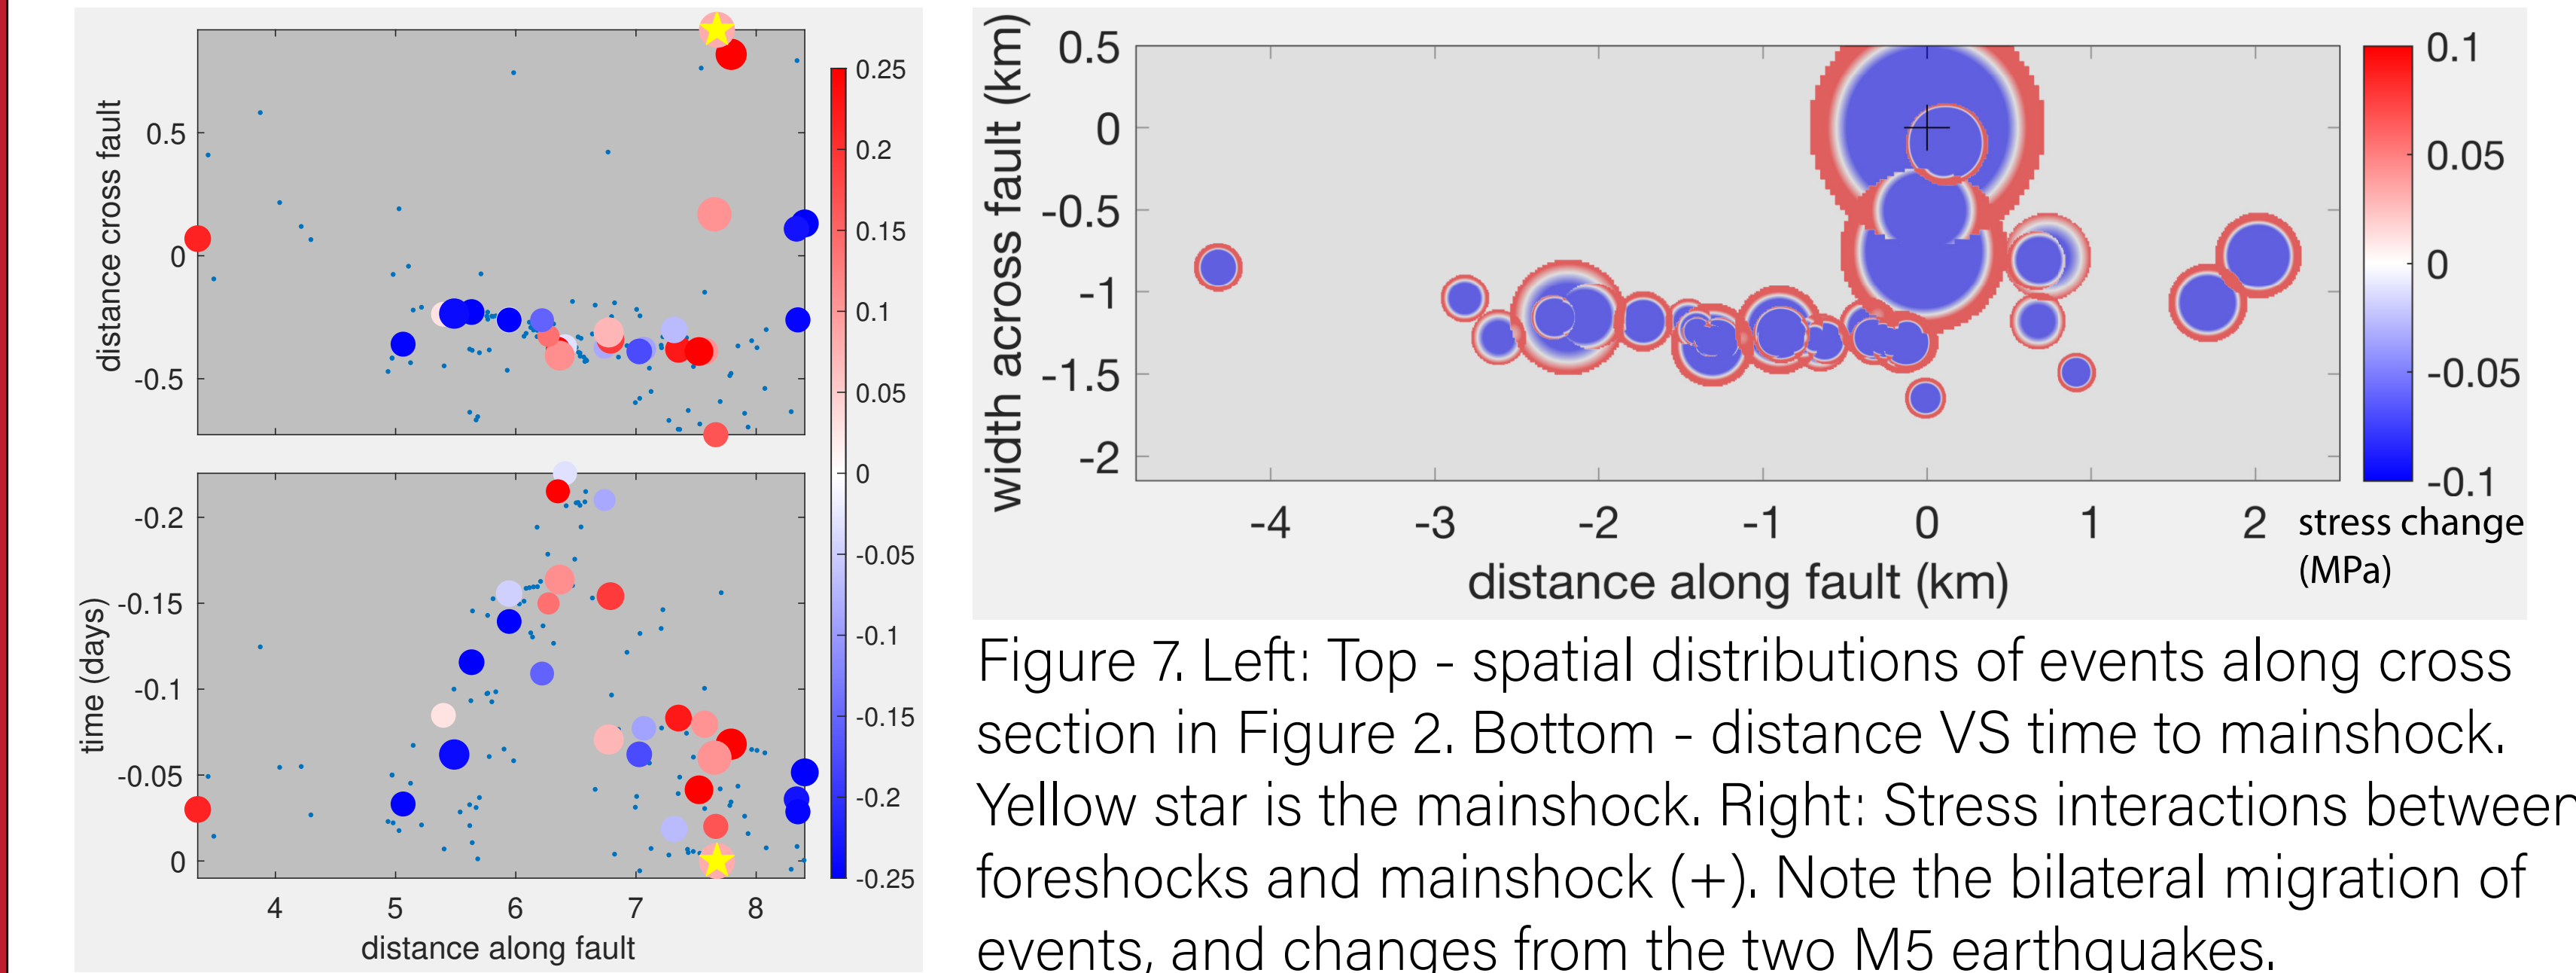 distance cross fault
0.5
0
-0.5
time (days)
-0.2
-0.15
-0.1
-0.05
0
4 5 6 7 8
distance along fault
0.25
0.2
0.15
0.1
0.05
0
-0.05
-0.1
-0.15
-0.2
-0.25
width across fault (km)
0.5
0
-0.5
-1
-1.5
-2
-4 -3 -2 -1 0 1 2
distance along fault (km)
0.1
0.05
0
-0.05
-0.1
stress change
(MPa)
Figure 7. Left: Top - spatial distributions of events along cross
section in Figure 2. Bottom - distance VS time to mainshock.
Yellow star is the mainshock. Right: Stress interactions between
foreshocks and mainshock (+). Note the bilateral migration of
events, and changes from the two M5 earthquakes.